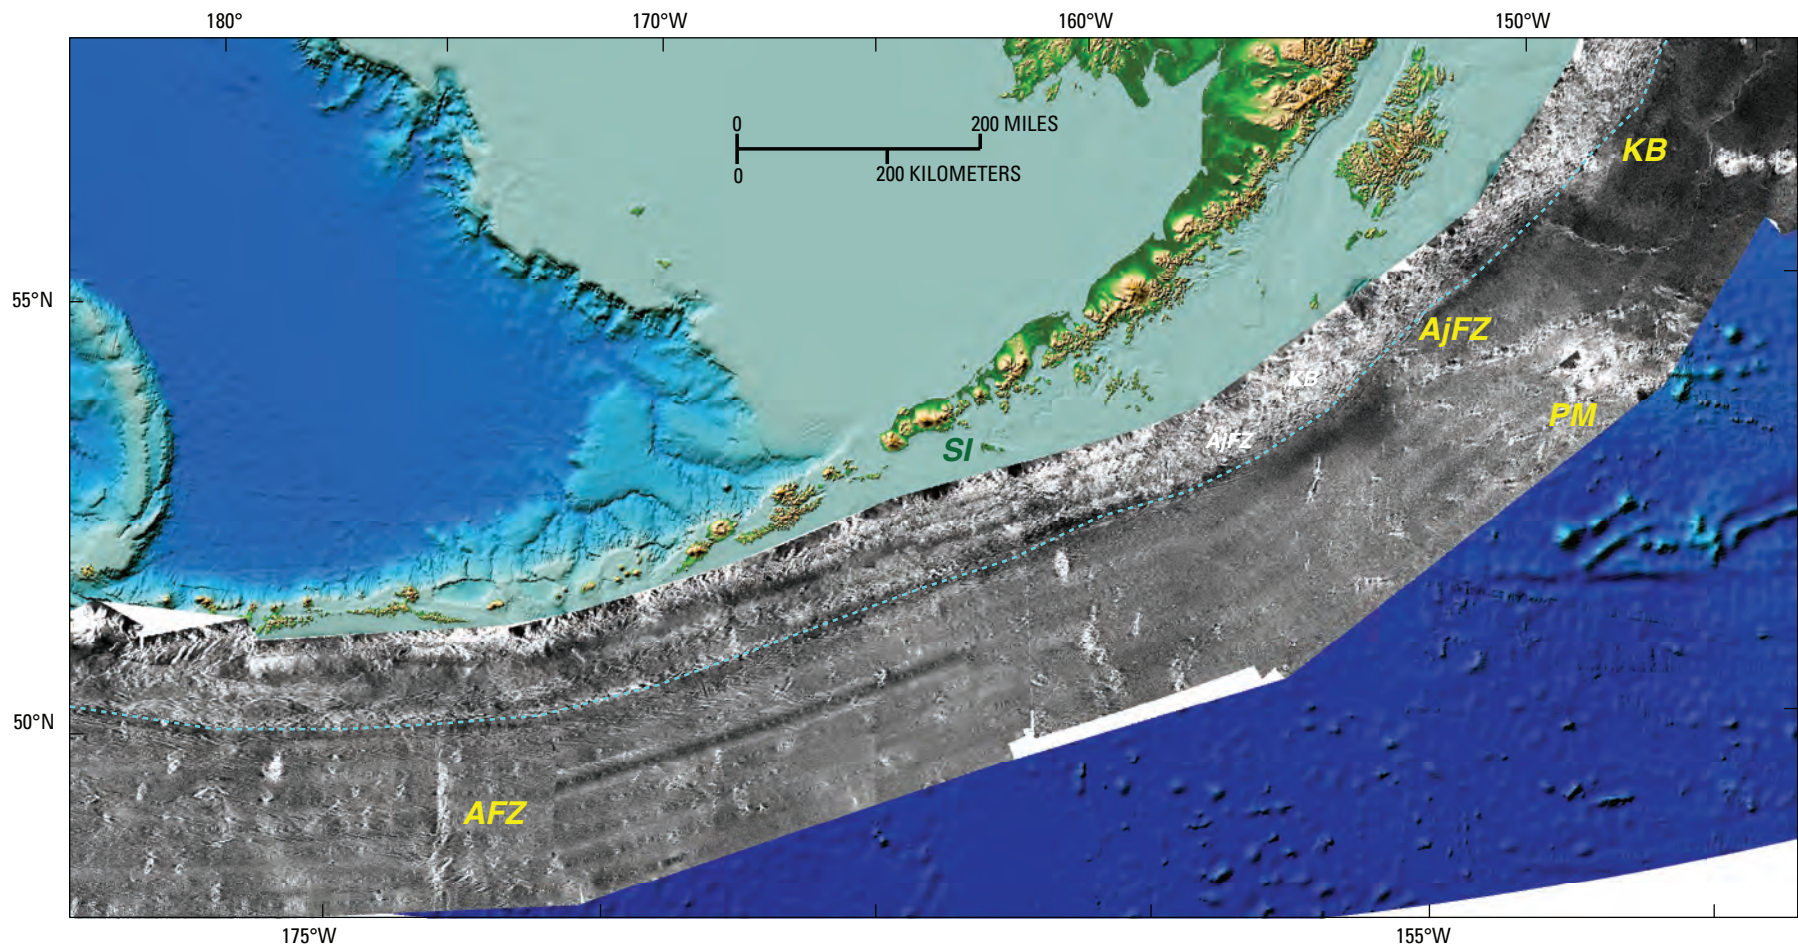 180°
170°W
160°W
150°W
0
200 MILES
0
200 KILOMETERS
KB
55°N
AjFZ
KB
PM
AjFZ
SI
50°N
AFZ
175°W
155°W